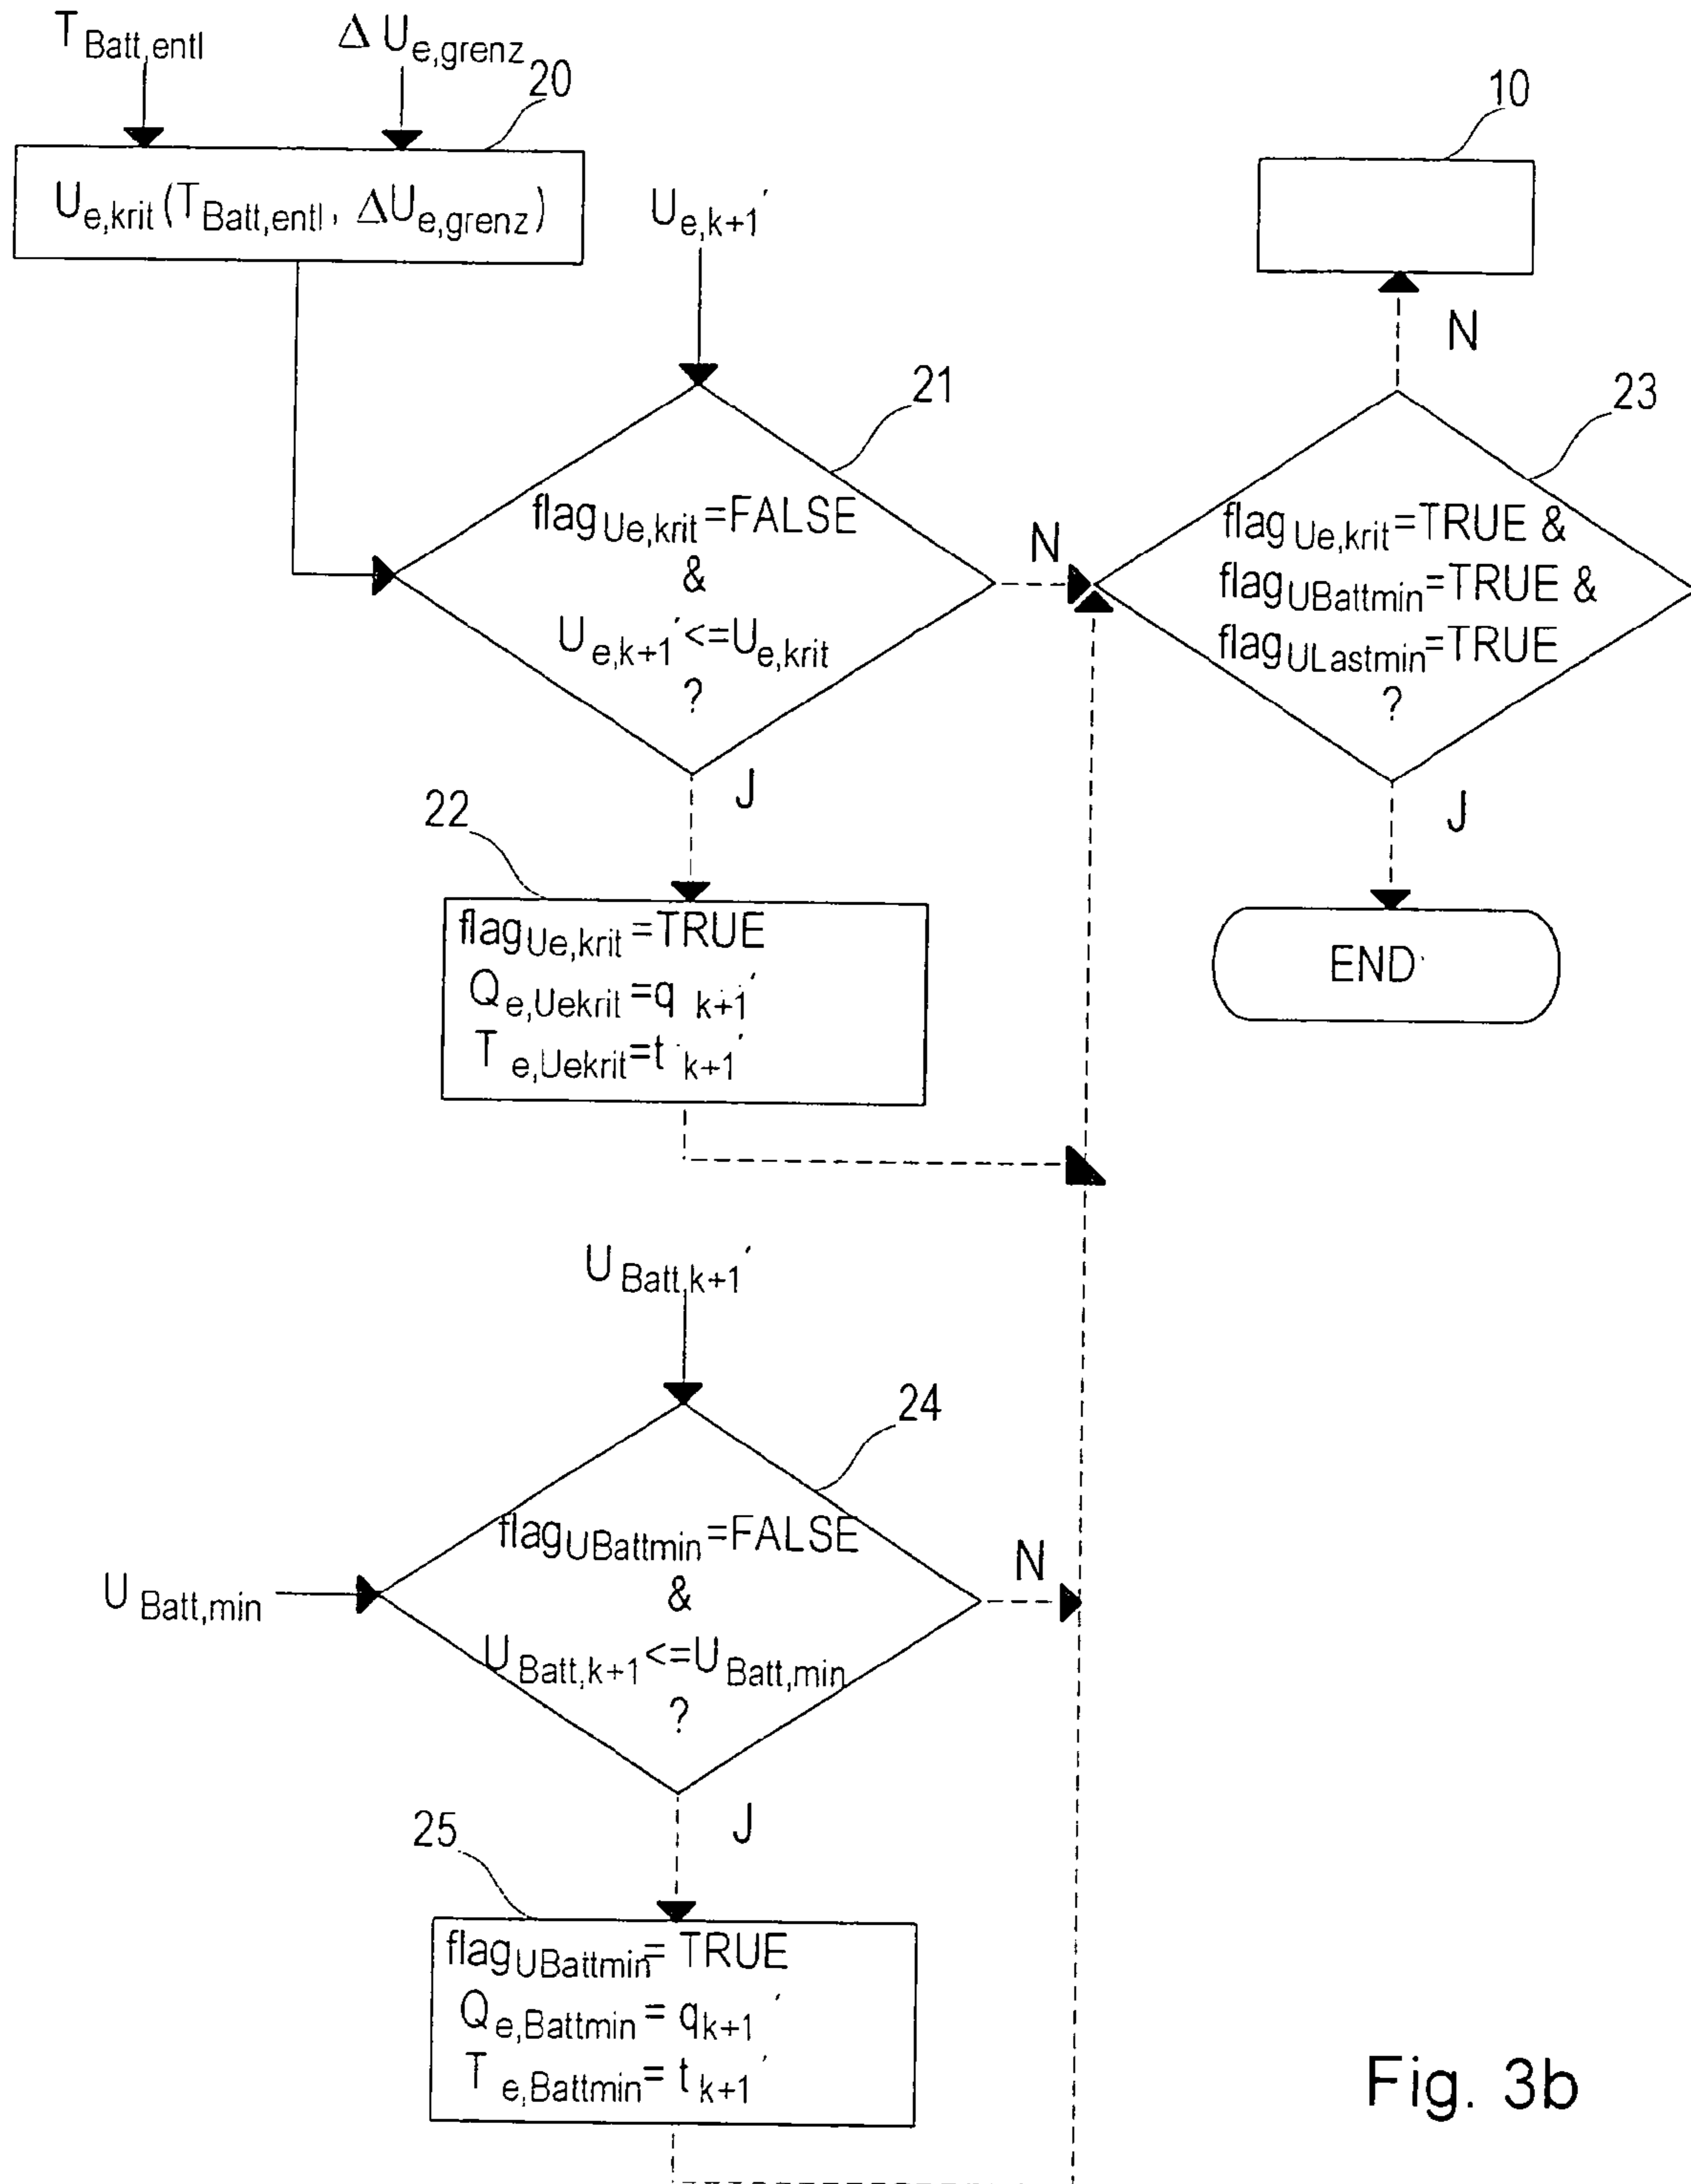 T Batt,entl
Δ U e,grenz
20
U e,krit (T Batt,entl, ΔU e,grenz)
10
U e,k+1′
N
21
23
flag Ue,krit =FALSE
&
U e,k+1′ <=U e,krit
?
N
flag Ue,krit =TRUE &
flag UBattmin =TRUE &
flag ULastmin =TRUE
?
J
J
22
flag Ue,krit =TRUE
Q e,Uekrit =q k+1′
T e,Uekrit =t k+1′
END
U Batt,k+1′
24
flag UBattmin =FALSE
&
U Batt,k+1 <=U Batt,min
?
N
U Batt,min
J
25
flag UBattmin = TRUE
Q e,Battmin = q k+1′
T e,Battmin = t k+1′
Fig. 3b